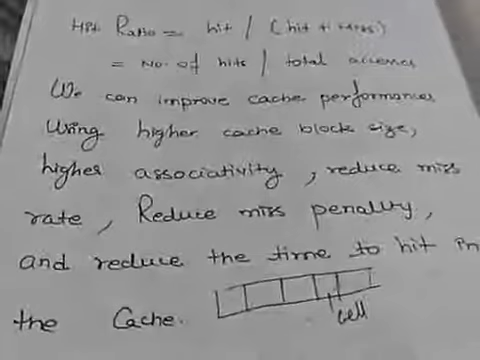 Hit Ratio = hit / (hit + miss)
= No. of hits / total accesses
We can improve cache performance
Using higher cache block size,
higher associativity, reduce miss
rate, Reduce miss penalty,
and reduce the time to hit in
the Cache.
cell